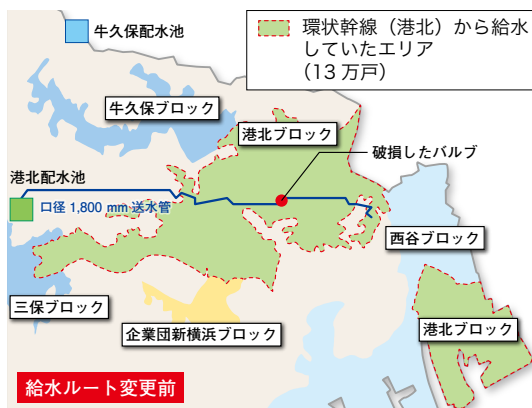 牛久保配水池
環状幹線（港北）から給水
していたエリア
（13 万戸）
牛久保ブロック
港北ブロック
破損したバルブ
港北配水池
口径 1,800 mm 送水管
西谷ブロック
三保ブロック
企業団新横浜ブロック
港北ブロック
給水ルート変更前